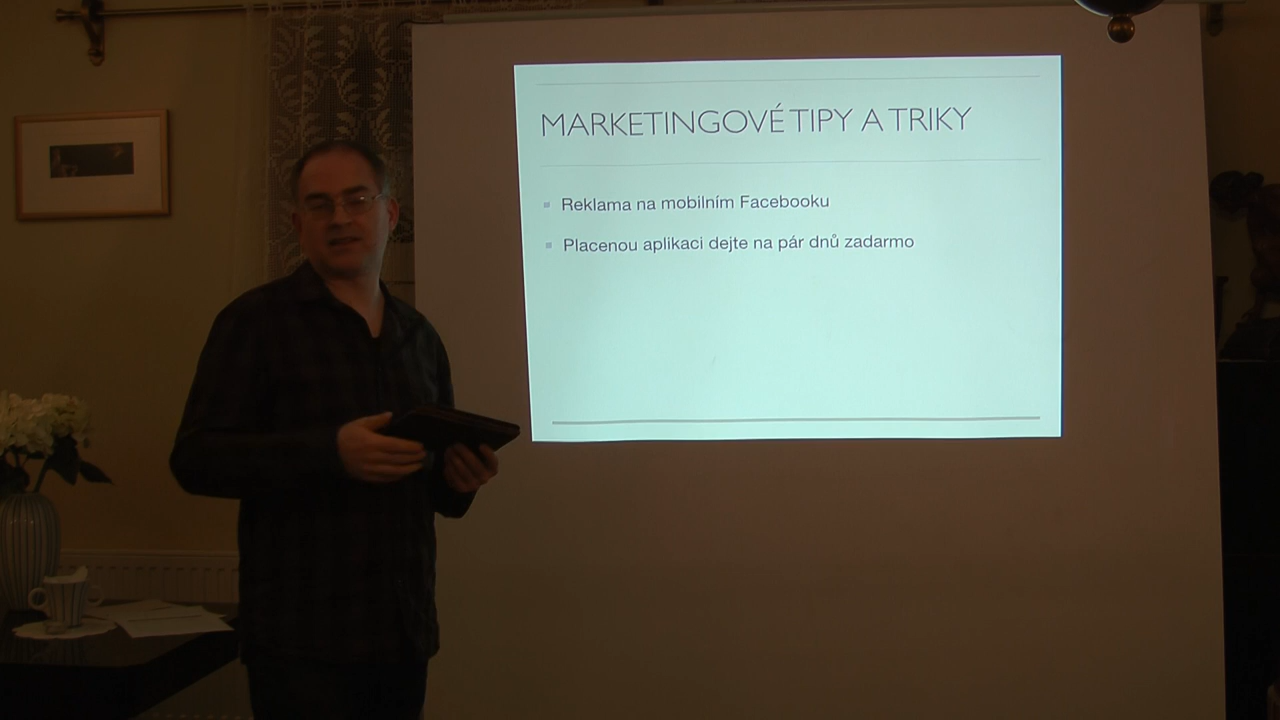 MARKETINGOVÉ TIPY A TRIKY
Reklama na mobilním Facebooku
Placenou aplikaci dejte na pár dnů zadarmo